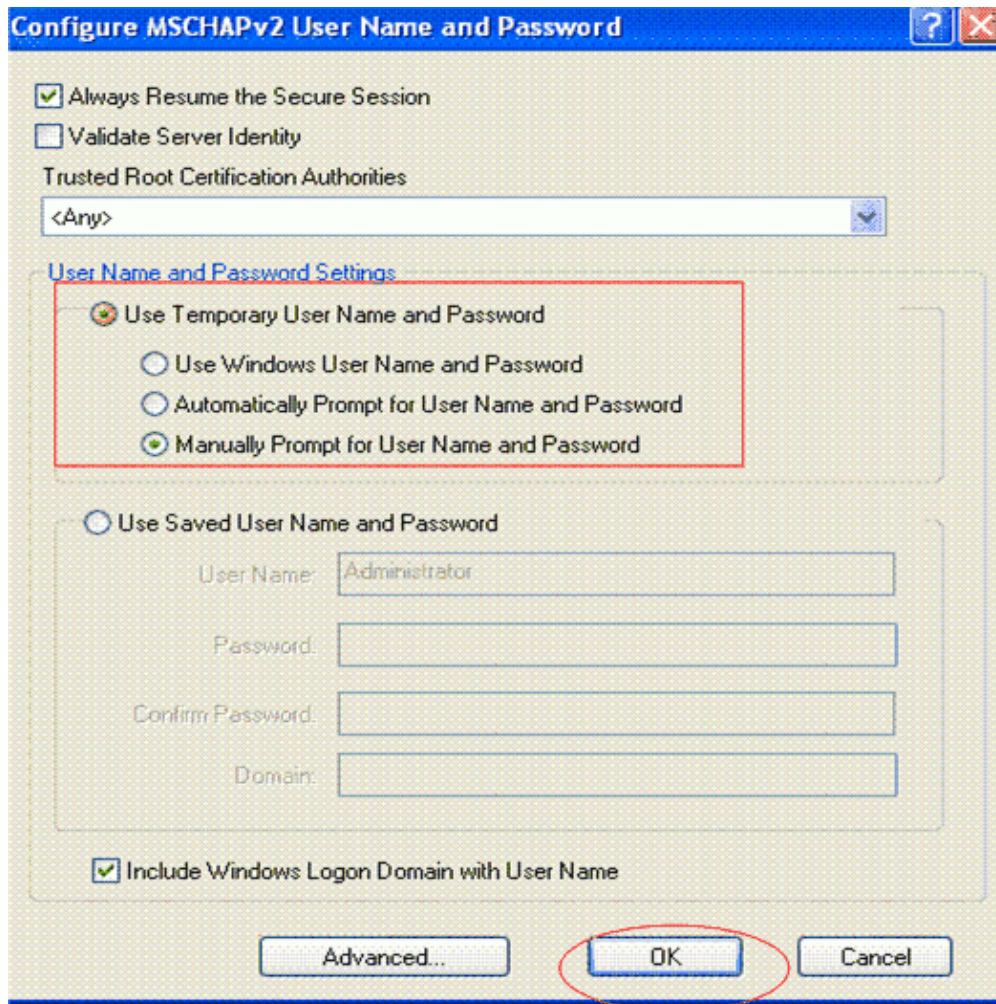 Configure MSCHAPv2 User Name and Password
Always Resume the Secure Session
Validate Server Identity
Trusted Root Certification Authorities
<Any>
User Name and Password Settings
Use Temporary User Name and Password
Use Windows User Name and Password
Automatically Prompt for User Name and Password
Manually Prompt for User Name and Password
Use Saved User Name and Password
User Name: Administrator
Password:
Confirm Password:
Domain:
Include Windows Logon Domain with User Name
Advanced... OK Cancel